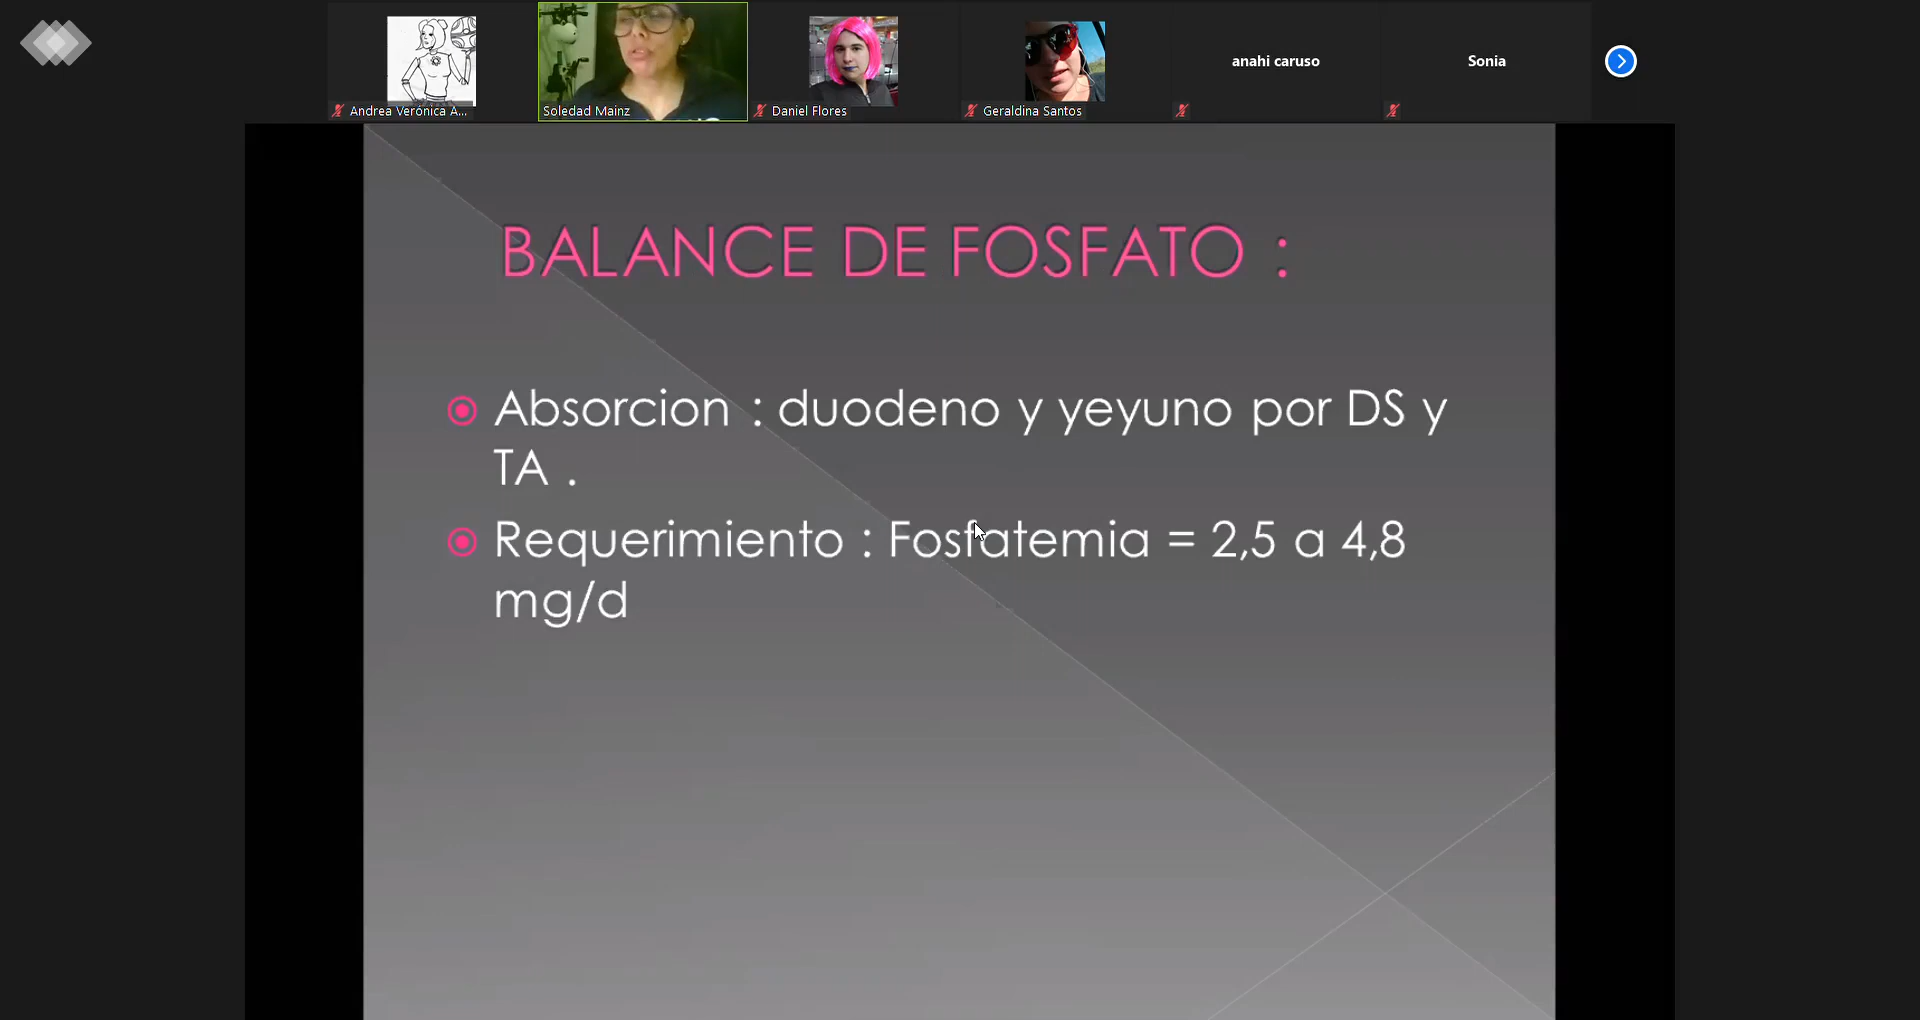 Andrea Verónica A...
Soledad Mainz
Daniel Flores
Geraldina Santos
anahi caruso
Sonia
BALANCE DE FOSFATO :
Absorcion : duodeno y yeyuno por DS y
TA .
Requerimiento : Fosfatemia = 2,5 a 4,8
mg/d